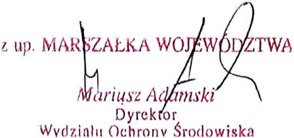 z up. MARSZAŁKA WOJEWÓDZTWA
Mariusz Adamski
Dyrektor
Wydziału Ochrony Środowiska